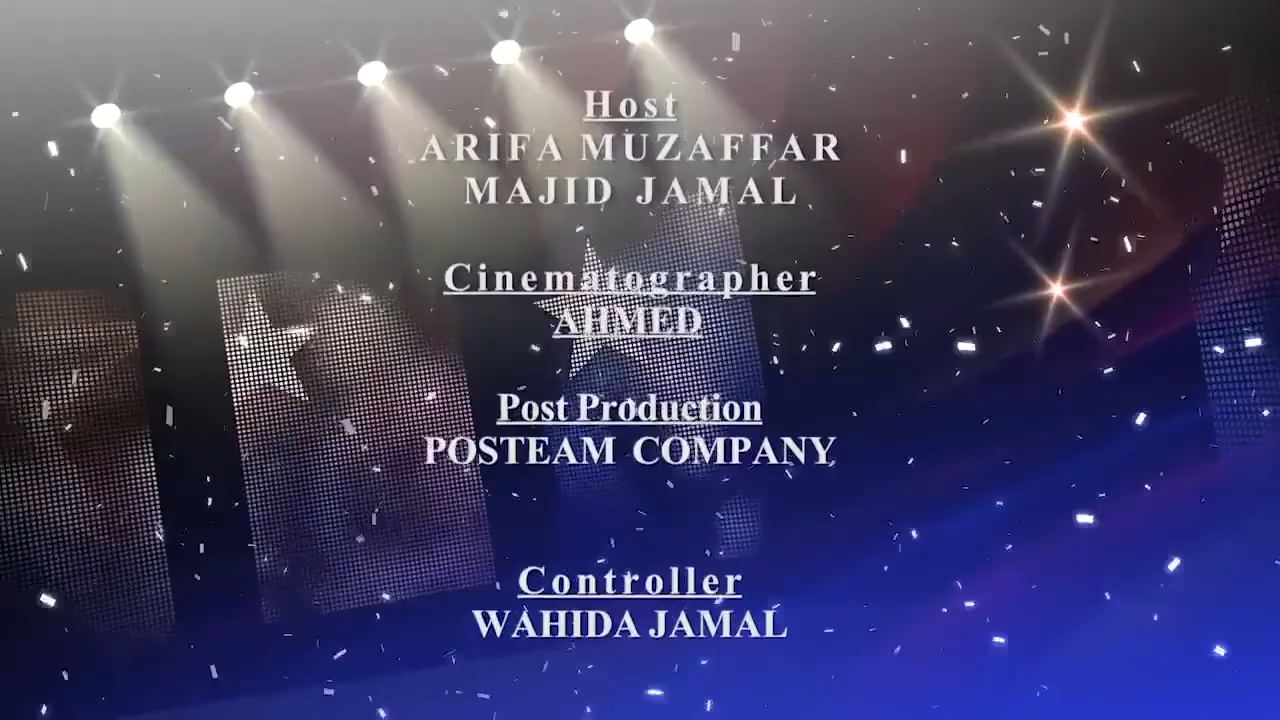 Host
ARIFA MUZAFFAR
MAJID JAMAL
Cinematographer
AHMED
Post Production
POSTEAM COMPANY
Controller
WAHIDA JAMAL